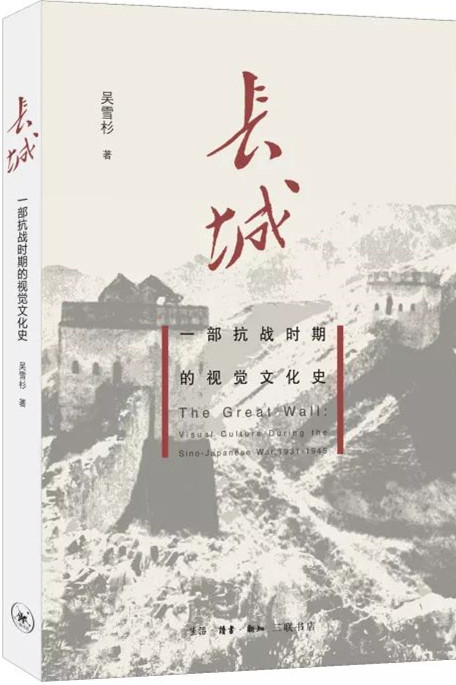 吴雪杉 著
長城
一部抗战时期
的视觉文化史
The Great Wall:
Visual Culture During the
Sino-Japanese War,1931-1945
生活·讀書·新知 三联书店
長城
一部抗战时期的视觉文化史
吴雪杉 著